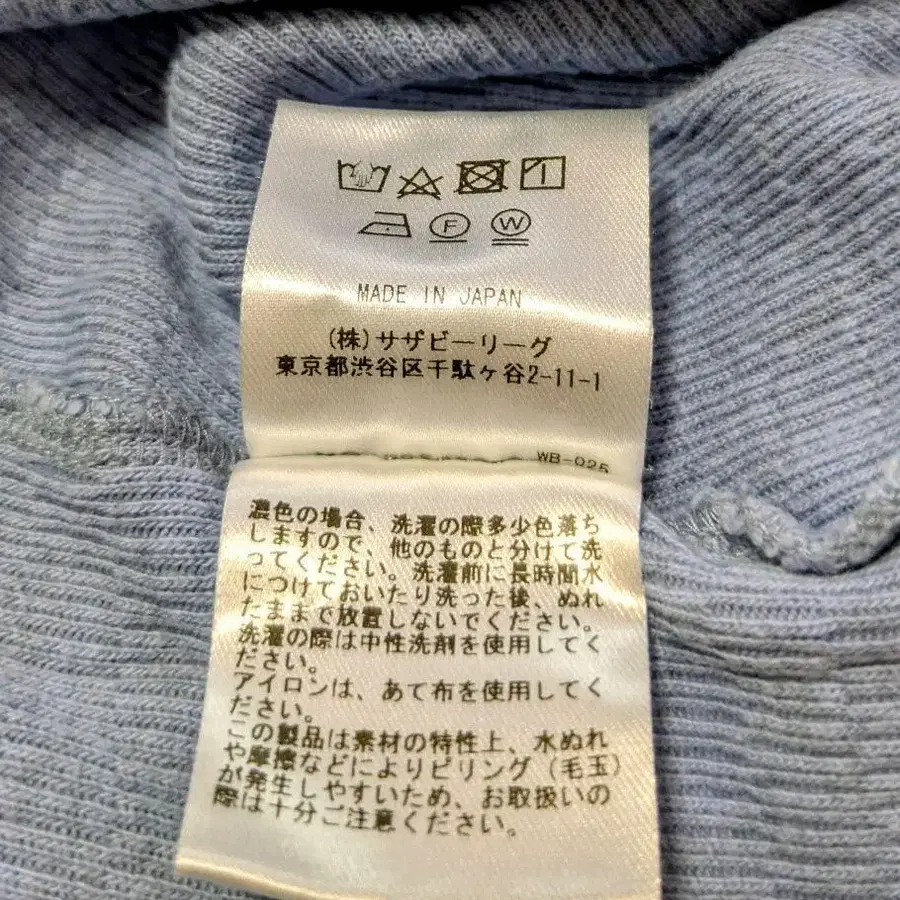 F W
MADE IN JAPAN
(株)サザビーリーグ
東京都渋谷区千駄ヶ谷2-11-1
WB-025
濃色の場合、洗濯の際多少色落ち
しますので、他のものと分けて洗
ってください。洗濯前に長時間水
につけておいたり洗った後、ぬれ
たままで放置しないでください。
洗濯の際は中性洗剤を使用してく
ださい。
アイロンは、あて布を使用してく
ださい。
この製品は素材の特性上、水ぬれ
や摩擦などによりピリング(毛玉)
が発生しやすいため、お取扱いの
際は十分ご注意ください。